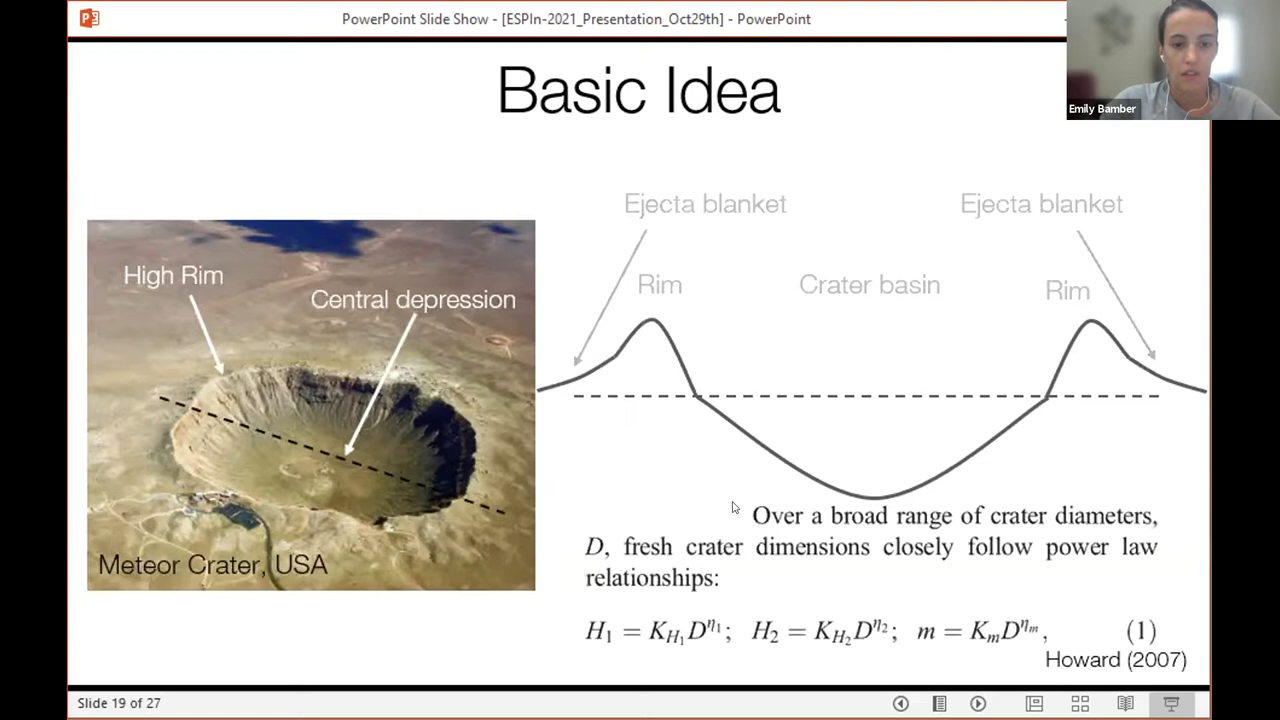 PowerPoint Slide Show - [ESPIn-2021_Presentation_Oct29th] - PowerPoint
Emily Bamber
Basic Idea
Ejecta blanket
Ejecta blanket
High Rim
Central depression
Rim
Crater basin
Rim
Meteor Crater, USA
Over a broad range of crater diameters,
D, fresh crater dimensions closely follow power law
relationships:
H₁ = K_{H₁}D^{η₁}; H₂ = K_{H₂}D^{η₂}; m = KₘD^{ηₘ}, (1)
Howard (2007)
Slide 19 of 27